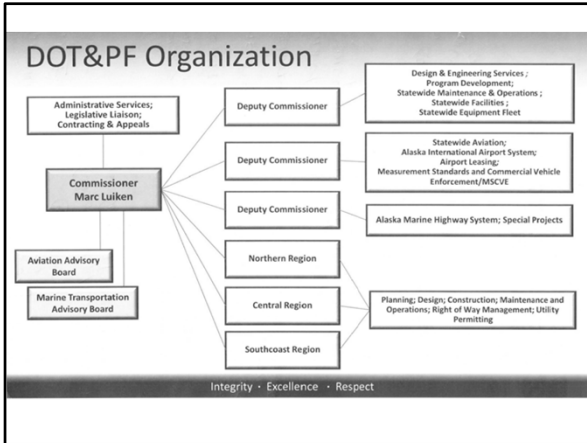 DOT&PF Organization
Administrative Services;
Legislative Liaison;
Contracting & Appeals
Commissioner
Marc Luiken
Aviation Advisory
Board
Marine Transportation
Advisory Board
Deputy Commissioner
Deputy Commissioner
Deputy Commissioner
Northern Region
Central Region
Southcoast Region
Design & Engineering Services ;
Program Development;
Statewide Maintenance & Operations ;
Statewide Facilities ;
Statewide Equipment Fleet
Statewide Aviation;
Alaska International Airport System;
Airport Leasing;
Measurement Standards and Commercial Vehicle
Enforcement/MSCVE
Alaska Marine Highway System; Special Projects
Planning; Design; Construction; Maintenance and
Operations; Right of Way Management; Utility
Permitting
Integrity · Excellence · Respect